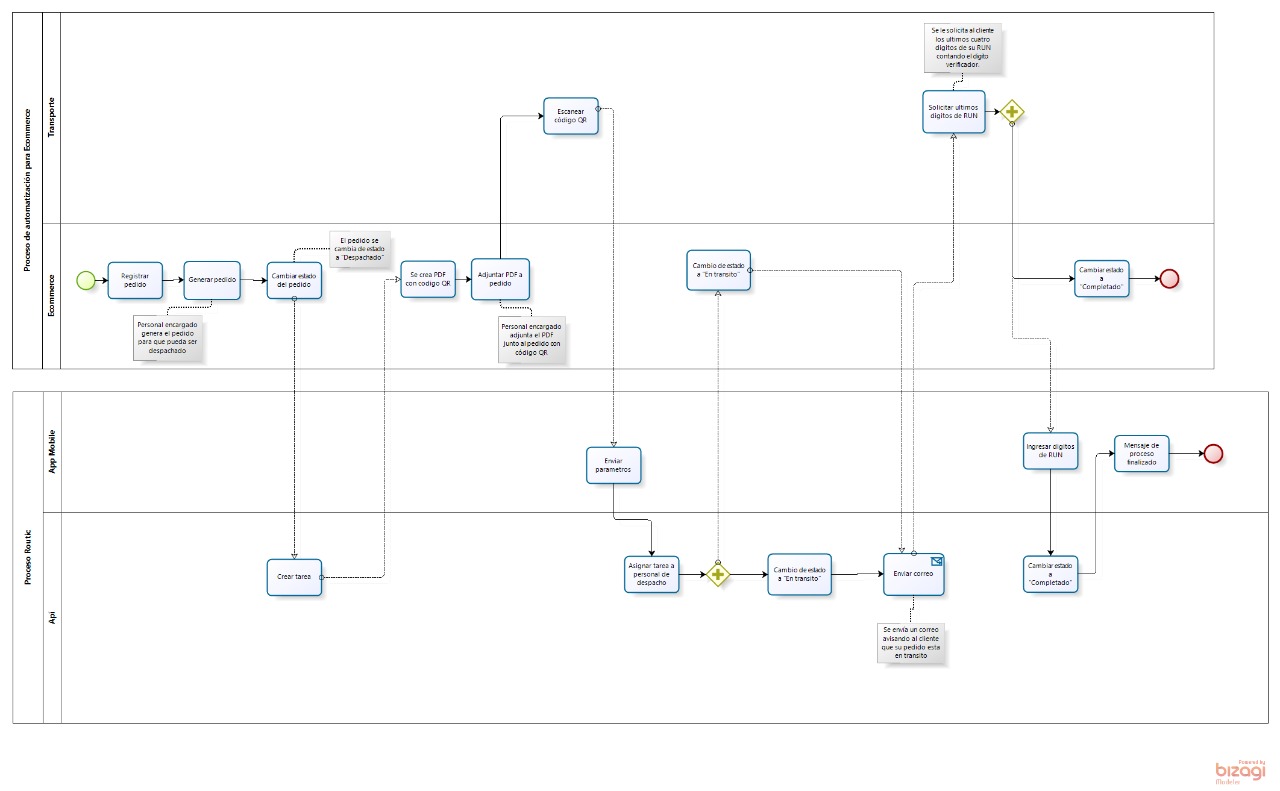 Proceso de automatización para Ecommerce
Transporte
Se le solicita al cliente
los ultimos cuatro
digitos de su RUN
contando el digito
verificador.
Escanear
código QR
Solicitar ultimos
digitos de RUN
Ecommerce
El pedido se
cambia de estado
a "Despachado"
Registrar
pedido
Generar pedido
Cambiar estado
del pedido
Se crea PDF
con codigo QR
Adjuntar PDF a
pedido
Cambio de estado
a "En transito"
Cambiar estado
a
"Completado"
Personal encargado
genera el pedido
para que pueda ser
despachado
Personal encargado
adjunta el PDF
junto al pedido con
código QR
Proceso Routic
App Mobile
Enviar
parametros
Ingresar digitos
de RUN
Mensaje de
proceso
finalizado
Api
Crear tarea
Asignar tarea a
personal de
despacho
Cambio de estado
a "En transito"
Enviar correo
Cambiar estado
a
"Completado"
Se envía un correo
avisando al cliente
que su pedido esta
en transito
Powered by
bizagi
Modeler